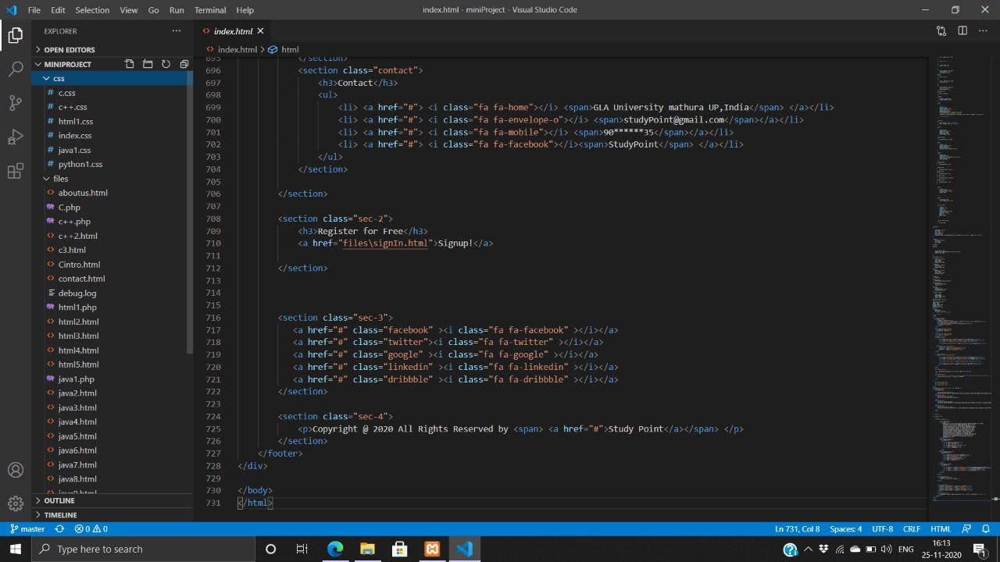 File Edit Selection View Go Run Terminal Help
index.html - miniProject - Visual Studio Code
EXPLORER
OPEN EDITORS
MINIPROJECT
css
c.css
c++.css
html1.css
index.css
java1.css
python1.css
files
aboutus.html
C.php
c++.php
c++2.html
c3.html
Cintro.html
contact.html
debug.log
html1.php
html2.html
html3.html
html4.html
intern.html
java1.php
java2.html
java3.html
java4.html
java5.html
java6.html
java7.html
java8.html
java9.html
OUTLINE
TIMELINE
index.html
index.html > html
695 </section>
696 <section class="contact">
697 <h3>Contact</h3>
698 <ul>
699 <li> <a href="#"> <i class="fa fa-home"></i> <span>GLA University mathura UP,India</span> </a></li>
700 <li> <a href="#"> <i class="fa fa-envelope-o"></i> <span>studyPoint@gmail.com</span></a></li>
701 <li> <a href="#"> <i class="fa fa-mobile"></i> <span>90******35</span></a></li>
702 <li> <a href="#"> <i class="fa fa-facebook"></i><span>StudyPoint</span> </a></li>
703 </ul>
704 </section>
705
706 </section>
707
708 <section class="sec-2">
709 <h3>Register for Free</h3>
710 <a href="files\signin.html">Signup!</a>
711
712 </section>
713
714
715
716 <section class="sec-3">
717 <a href="#" class="facebook" ><i class="fa fa-facebook" ></i></a>
718 <a href="#" class="twitter"><i class="fa fa-twitter" ></i></a>
719 <a href="#" class="google" ><i class="fa fa-google" ></i></a>
720 <a href="#" class="linkedin" ><i class="fa fa-linkedin" ></i></a>
721 <a href="#" class="dribbble" ><i class="fa fa-dribbble" ></i></a>
722 </section>
723
724 <section class="sec-4">
725 <p>Copyright @ 2020 All Rights Reserved by <span> <a href="#">Study Point</a></span> </p>
726 </section>
727 </footer>
728 </div>
729
730 </body>
731 </html>
master 0 0
Ln 731, Col 8 Spaces: 4 UTF-8 CRLF HTML
Type here to search
ENG
16:13
25-11-2020
1